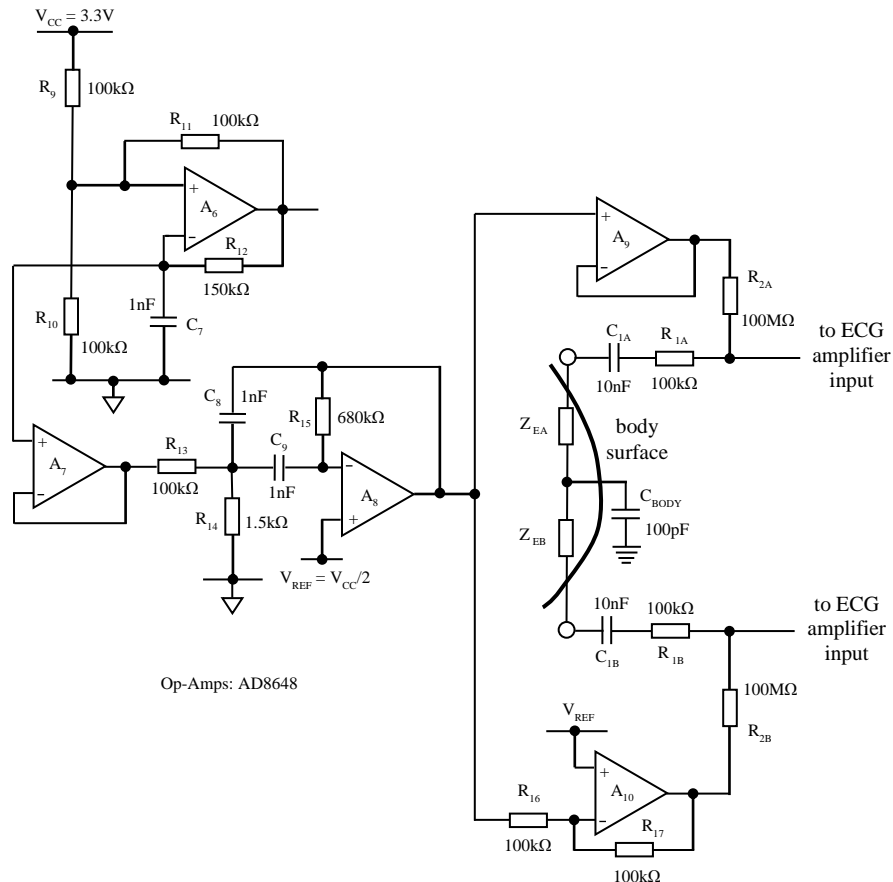 V_CC = 3.3V
R_9
100kΩ
R_11
100kΩ
+
A_6
−
R_12
150kΩ
1nF
C_7
R_10
100kΩ
C_8
1nF
R_15
680kΩ
C_9
1nF
+
A_7
−
R_13
100kΩ
R_14
1.5kΩ
−
A_8
+
V_REF = V_CC/2
Op-Amps: AD8648
+
A_9
−
R_2A
100MΩ
C_1A
10nF
R_1A
100kΩ
to ECG
amplifier
input
Z_EA
body
surface
Z_EB
C_BODY
100pF
10nF
C_1B
100kΩ
R_1B
to ECG
amplifier
input
100MΩ
R_2B
V_REF
+
A_10
−
R_16
100kΩ
R_17
100kΩ